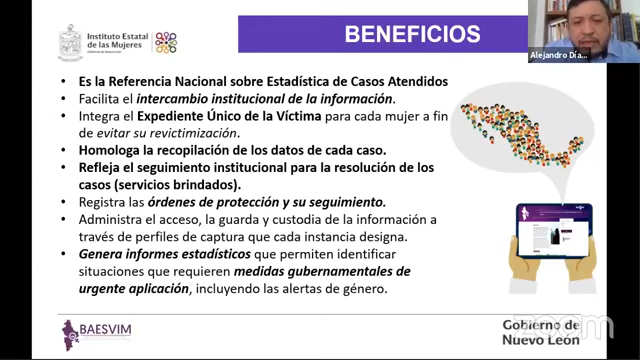 Instituto Estatal
de las Mujeres
BENEFICIOS
Alejandro Día...
• Es la Referencia Nacional sobre Estadística de Casos Atendidos
• Facilita el intercambio institucional de la información.
• Integra el Expediente Único de la Víctima para cada mujer a fin
de evitar su revictimización.
• Homologa la recopilación de los datos de cada caso.
• Refleja el seguimiento institucional para la resolución de los
casos (servicios brindados).
• Registra las órdenes de protección y su seguimiento.
• Administra el acceso, la guarda y custodia de la información a
través de perfiles de captura que cada instancia designa.
• Genera informes estadísticos que permiten identificar
situaciones que requieren medidas gubernamentales de
urgente aplicación, incluyendo las alertas de género.
BAESVIM
Gobierno de
Nuevo León
zoom